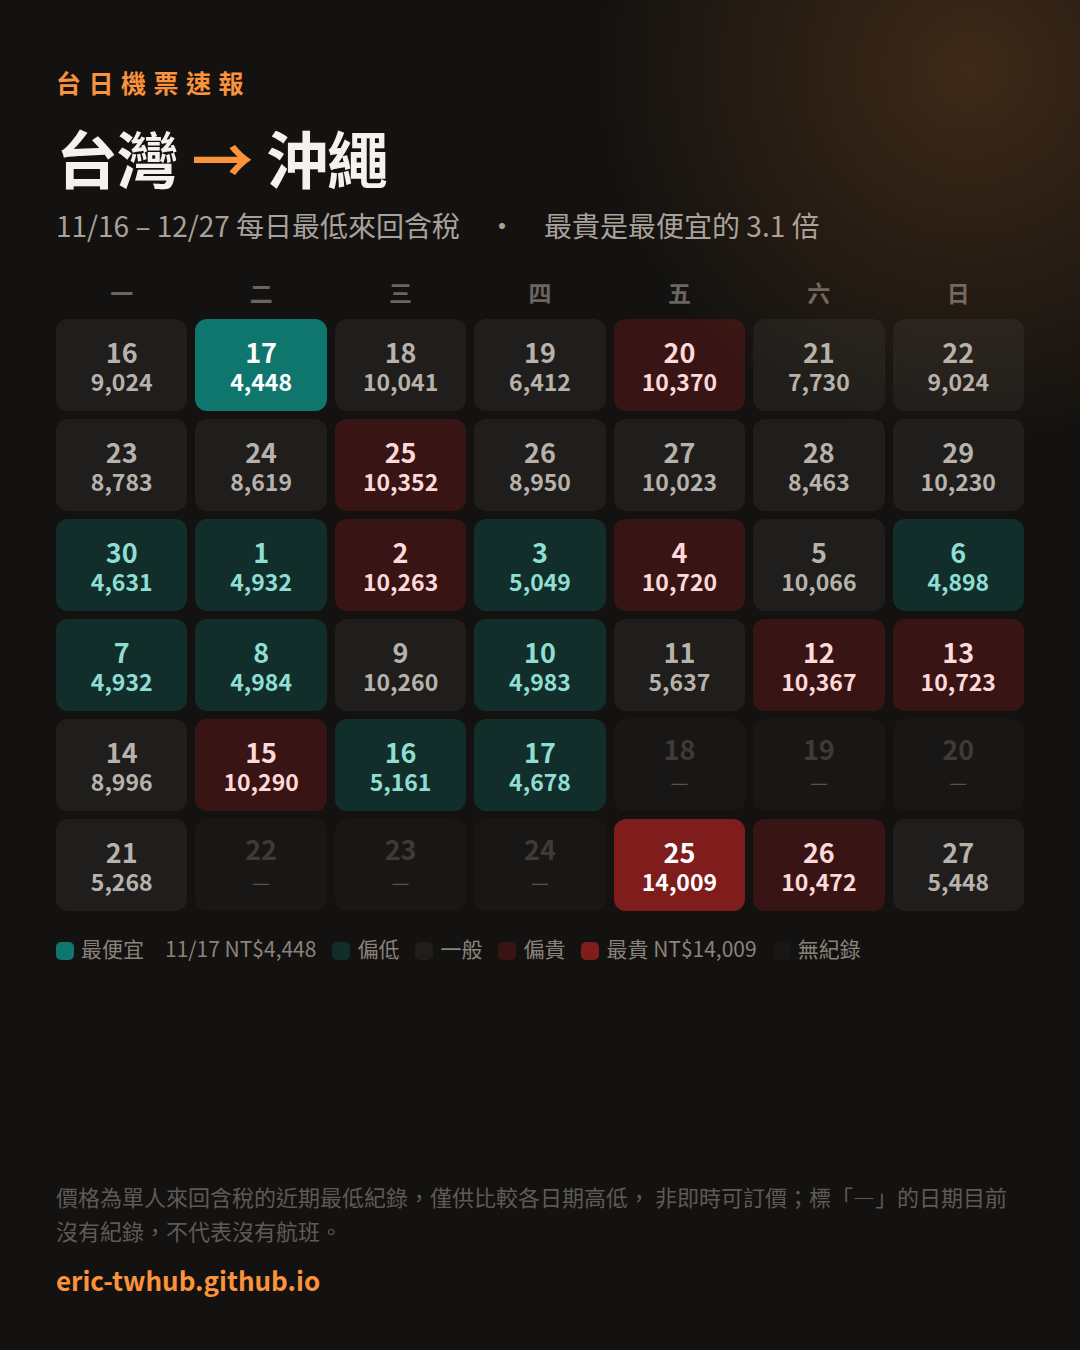 台日機票速報
台灣 → 沖繩
11/16 – 12/27 每日最低來回含稅 · 最貴是最便宜的 3.1 倍
一 二 三 四 五 六 日
16 17 18 19 20 21 22
9,024 4,448 10,041 6,412 10,370 7,730 9,024
23 24 25 26 27 28 29
8,783 8,619 10,352 8,950 10,023 8,463 10,230
30 1 2 3 4 5 6
4,631 4,932 10,263 5,049 10,720 10,066 4,898
7 8 9 10 11 12 13
4,932 4,984 10,260 4,983 5,637 10,367 10,723
14 15 16 17 18 19 20
8,996 10,290 5,161 4,678 — — —
21 22 23 24 25 26 27
5,268 — — — 14,009 10,472 5,448
最便宜 11/17 NT$4,448 偏低 一般 偏貴 最貴 NT$14,009 無紀錄
價格為單人來回含稅的近期最低紀錄，僅供比較各日期高低， 非即時可訂價；標「—」的日期目前
沒有紀錄，不代表沒有航班。
eric-twhub.github.io